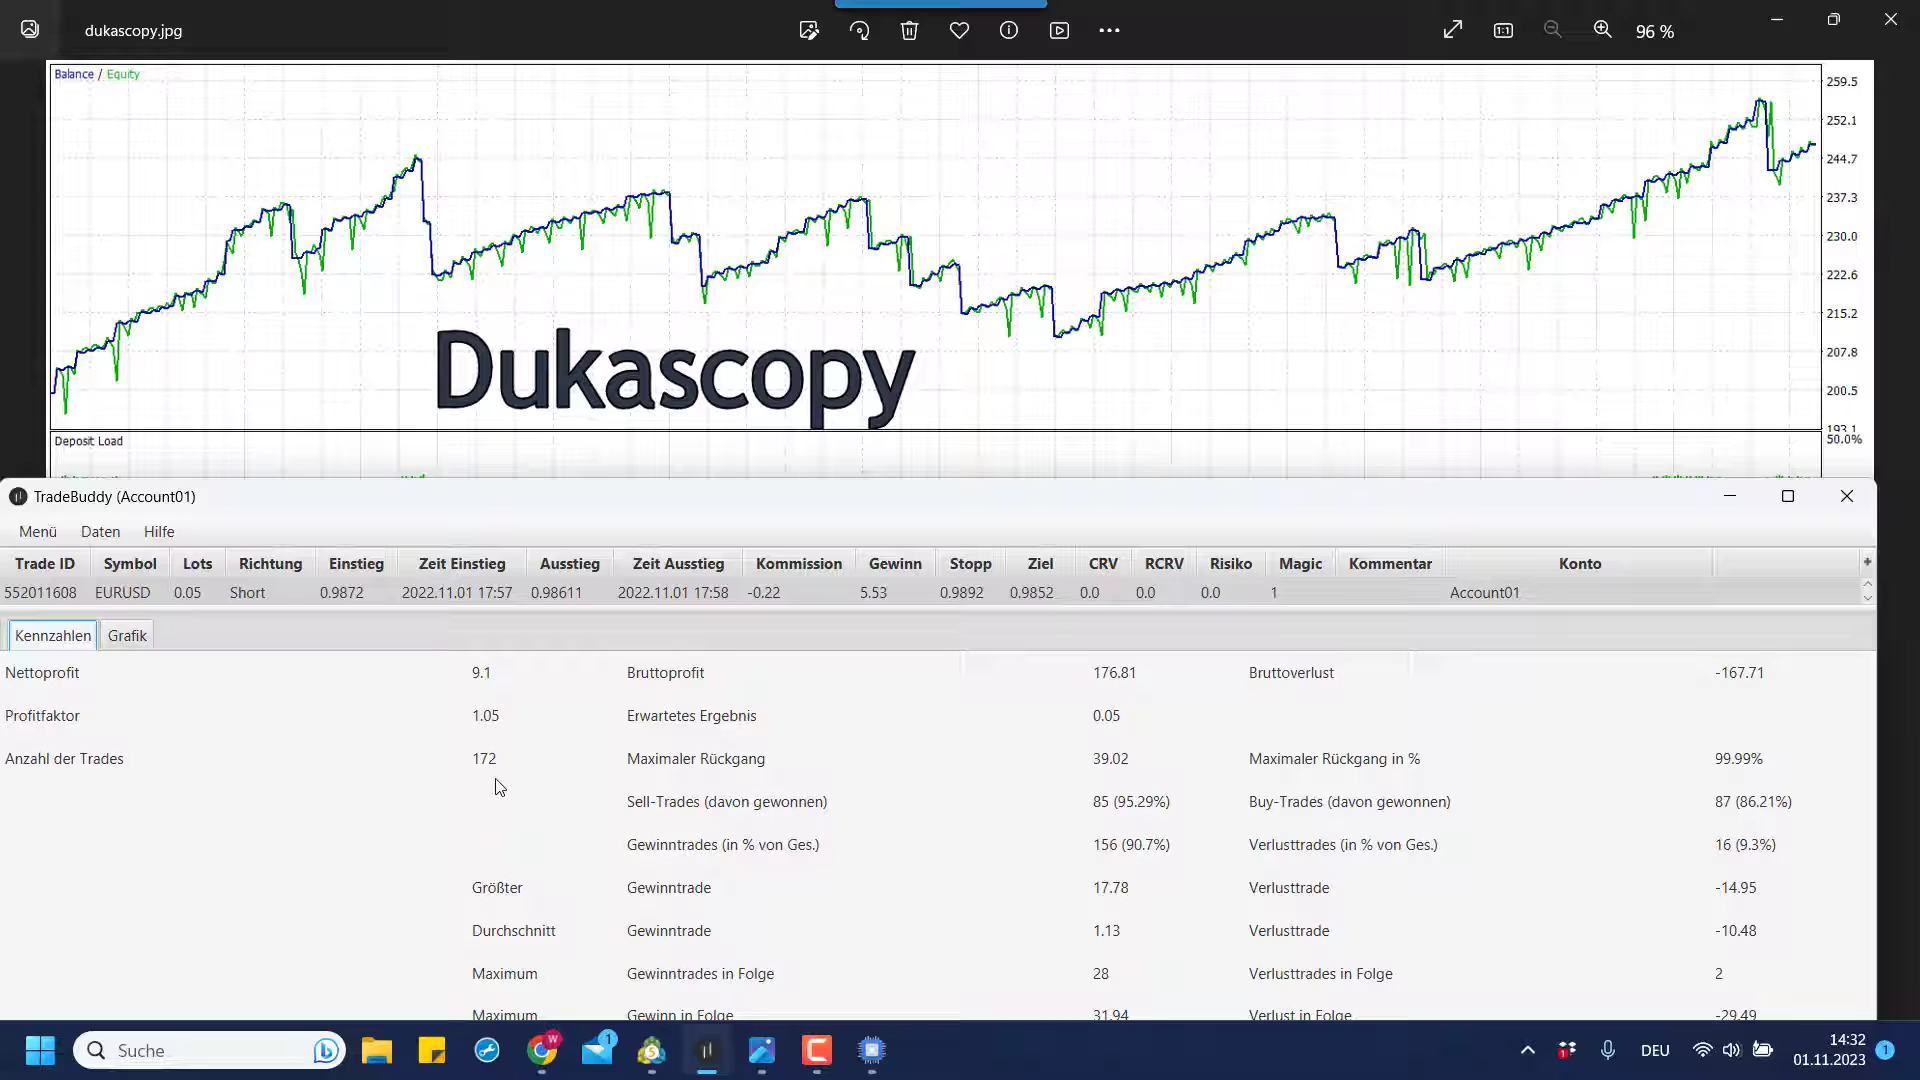 dukascopy.jpg
96 %
Balance / Equity
259.5
252.1
244.7
237.3
230.0
222.6
215.2
207.8
200.5
193.1
Dukascopy
Deposit Load
50.0%
TradeBuddy (Account01)
Menü Daten Hilfe
Trade ID Symbol Lots Richtung Einstieg Zeit Einstieg Ausstieg Zeit Ausstieg Kommission Gewinn Stopp Ziel CRV RCRV Risiko Magic Kommentar Konto
552011608 EURUSD 0.05 Short 0.9872 2022.11.01 17:57 0.98611 2022.11.01 17:58 -0.22 5.53 0.9892 0.9852 0.0 0.0 0.0 1 Account01
Kennzahlen Grafik
Nettoprofit 9.1 Bruttoprofit 176.81 Bruttoverlust -167.71
Profitfaktor 1.05 Erwartetes Ergebnis 0.05
Anzahl der Trades 172 Maximaler Rückgang 39.02 Maximaler Rückgang in % 99.99%
Sell-Trades (davon gewonnen) 85 (95.29%) Buy-Trades (davon gewonnen) 87 (86.21%)
Gewinntrades (in % von Ges.) 156 (90.7%) Verlusttrades (in % von Ges.) 16 (9.3%)
Größter Gewinntrade 17.78 Verlusttrade -14.95
Durchschnitt Gewinntrade 1.13 Verlusttrade -10.48
Maximum Gewinntrades in Folge 28 Verlusttrades in Folge 2
Maximum Gewinn in Folge 31.94 Verlust in Folge -29.49
Suche
DEU
14:32
01.11.2023